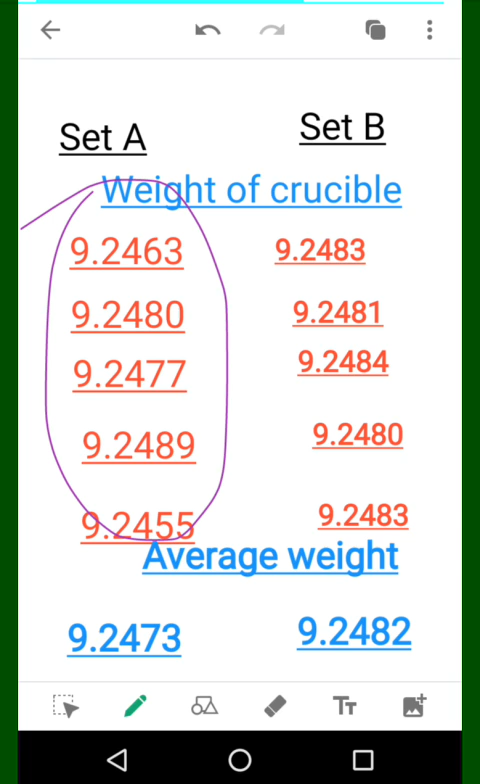 Set A Set B
Weight of crucible
9.2463 9.2483
9.2480 9.2481
9.2477 9.2484
9.2489 9.2480
9.2455 9.2483
Average weight
9.2473 9.2482
TT